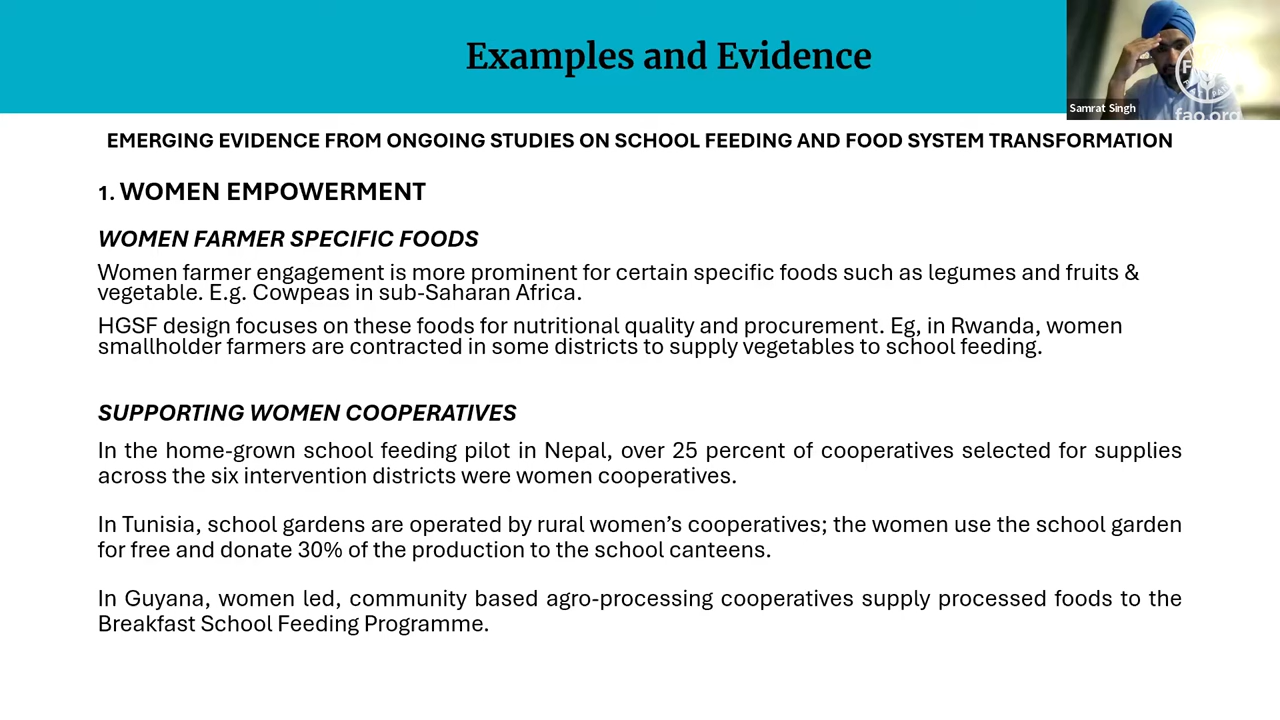 Examples and Evidence
Samrat Singh
fao.org
EMERGING EVIDENCE FROM ONGOING STUDIES ON SCHOOL FEEDING AND FOOD SYSTEM TRANSFORMATION
1. WOMEN EMPOWERMENT
WOMEN FARMER SPECIFIC FOODS
Women farmer engagement is more prominent for certain specific foods such as legumes and fruits &
vegetable. E.g. Cowpeas in sub-Saharan Africa.
HGSF design focuses on these foods for nutritional quality and procurement. Eg, in Rwanda, women
smallholder farmers are contracted in some districts to supply vegetables to school feeding.
SUPPORTING WOMEN COOPERATIVES
In the home-grown school feeding pilot in Nepal, over 25 percent of cooperatives selected for supplies
across the six intervention districts were women cooperatives.
In Tunisia, school gardens are operated by rural women’s cooperatives; the women use the school garden
for free and donate 30% of the production to the school canteens.
In Guyana, women led, community based agro-processing cooperatives supply processed foods to the
Breakfast School Feeding Programme.